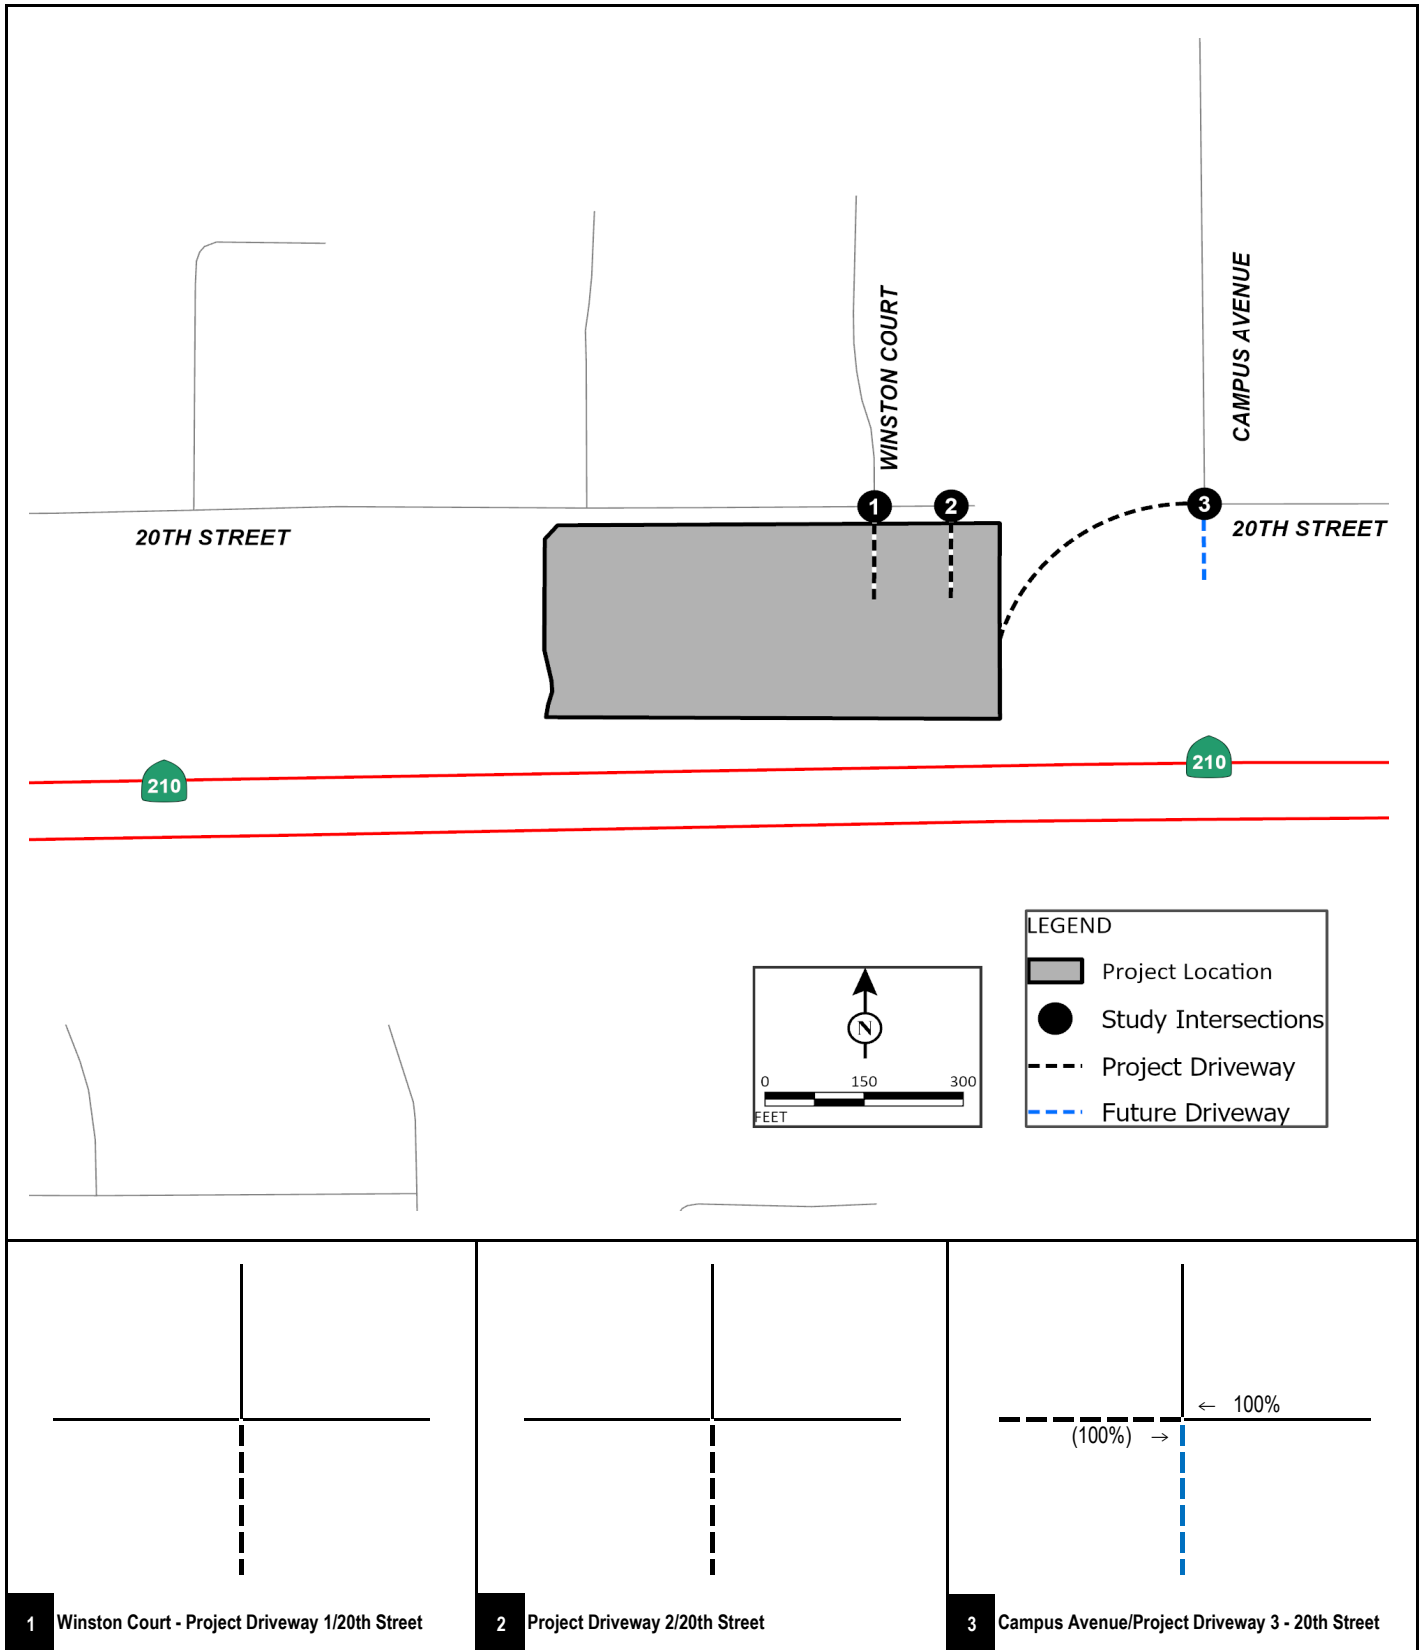 CAMPUS AVENUE
WINSTON COURT
1
2
3
20TH STREET
20TH STREET
210
210
LEGEND
Project Location
Study Intersections
Project Driveway
Future Driveway
N
0 150 300
FEET
100%
←
(100%) →
1 Winston Court - Project Driveway 1/20th Street
2 Project Driveway 2/20th Street
3 Campus Avenue/Project Driveway 3 - 20th Street